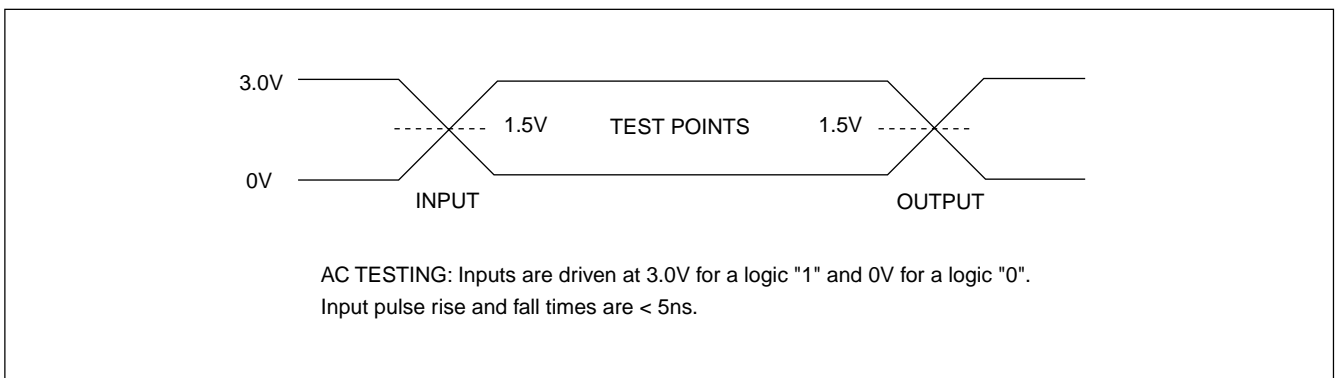 3.0V
1.5V TEST POINTS 1.5V
0V
INPUT OUTPUT
AC TESTING: Inputs are driven at 3.0V for a logic "1" and 0V for a logic "0".
Input pulse rise and fall times are < 5ns.